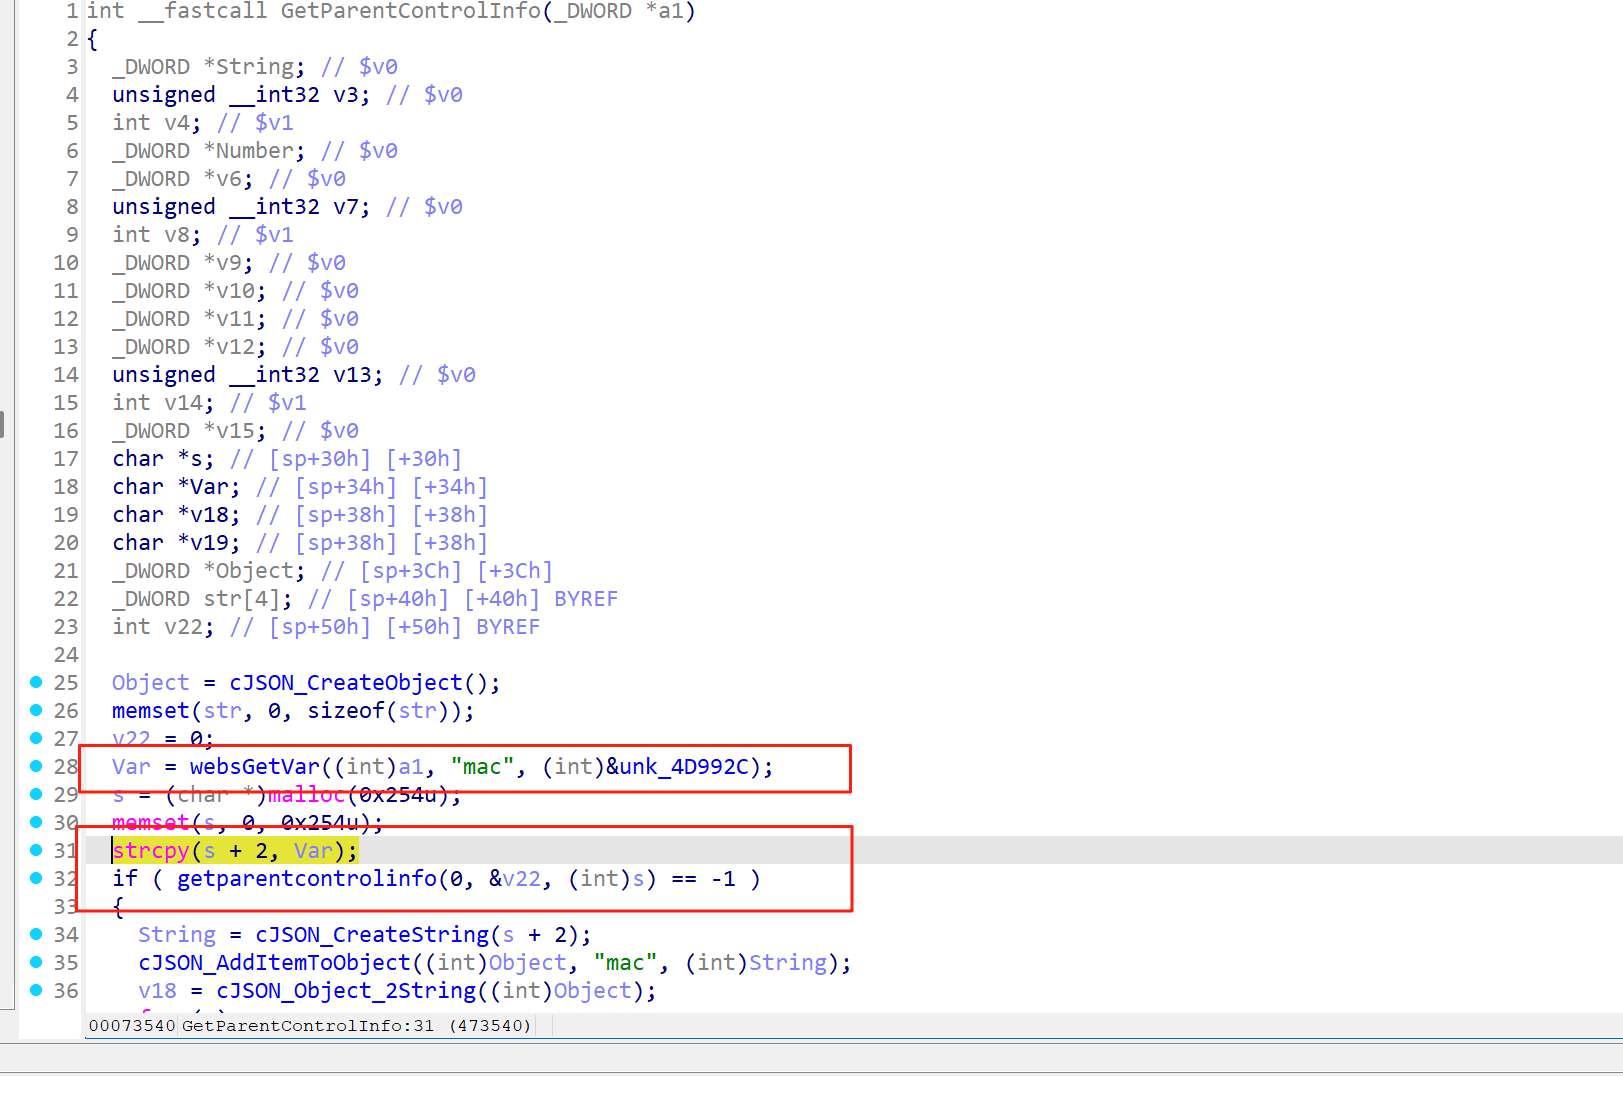 1 int __fastcall GetParentControlInfo(_DWORD *a1)
2 {
3 _DWORD *String; // $v0
4 unsigned __int32 v3; // $v0
5 int v4; // $v1
6 _DWORD *Number; // $v0
7 _DWORD *v6; // $v0
8 unsigned __int32 v7; // $v0
9 int v8; // $v1
10 _DWORD *v9; // $v0
11 _DWORD *v10; // $v0
12 _DWORD *v11; // $v0
13 _DWORD *v12; // $v0
14 unsigned __int32 v13; // $v0
15 int v14; // $v1
16 _DWORD *v15; // $v0
17 char *s; // [sp+30h] [+30h]
18 char *Var; // [sp+34h] [+34h]
19 char *v18; // [sp+38h] [+38h]
20 char *v19; // [sp+38h] [+38h]
21 _DWORD *Object; // [sp+3Ch] [+3Ch]
22 _DWORD str[4]; // [sp+40h] [+40h] BYREF
23 int v22; // [sp+50h] [+50h] BYREF
24
25 Object = cJSON_CreateObject();
26 memset(str, 0, sizeof(str));
27 v22 = 0;
28 Var = websGetVar((int)a1, "mac", (int)&unk_4D992C);
29 s = (char *)malloc(0x254u);
30 memset(s, 0, 0x254u);
31 strcpy(s + 2, Var);
32 if ( getparentcontrolinfo(0, &v22, (int)s) == -1 )
33 {
34 String = cJSON_CreateString(s + 2);
35 cJSON_AddItemToObject((int)Object, "mac", (int)String);
36 v18 = cJSON_Object_2String((int)Object);
00073540 GetParentControlInfo:31 (473540)